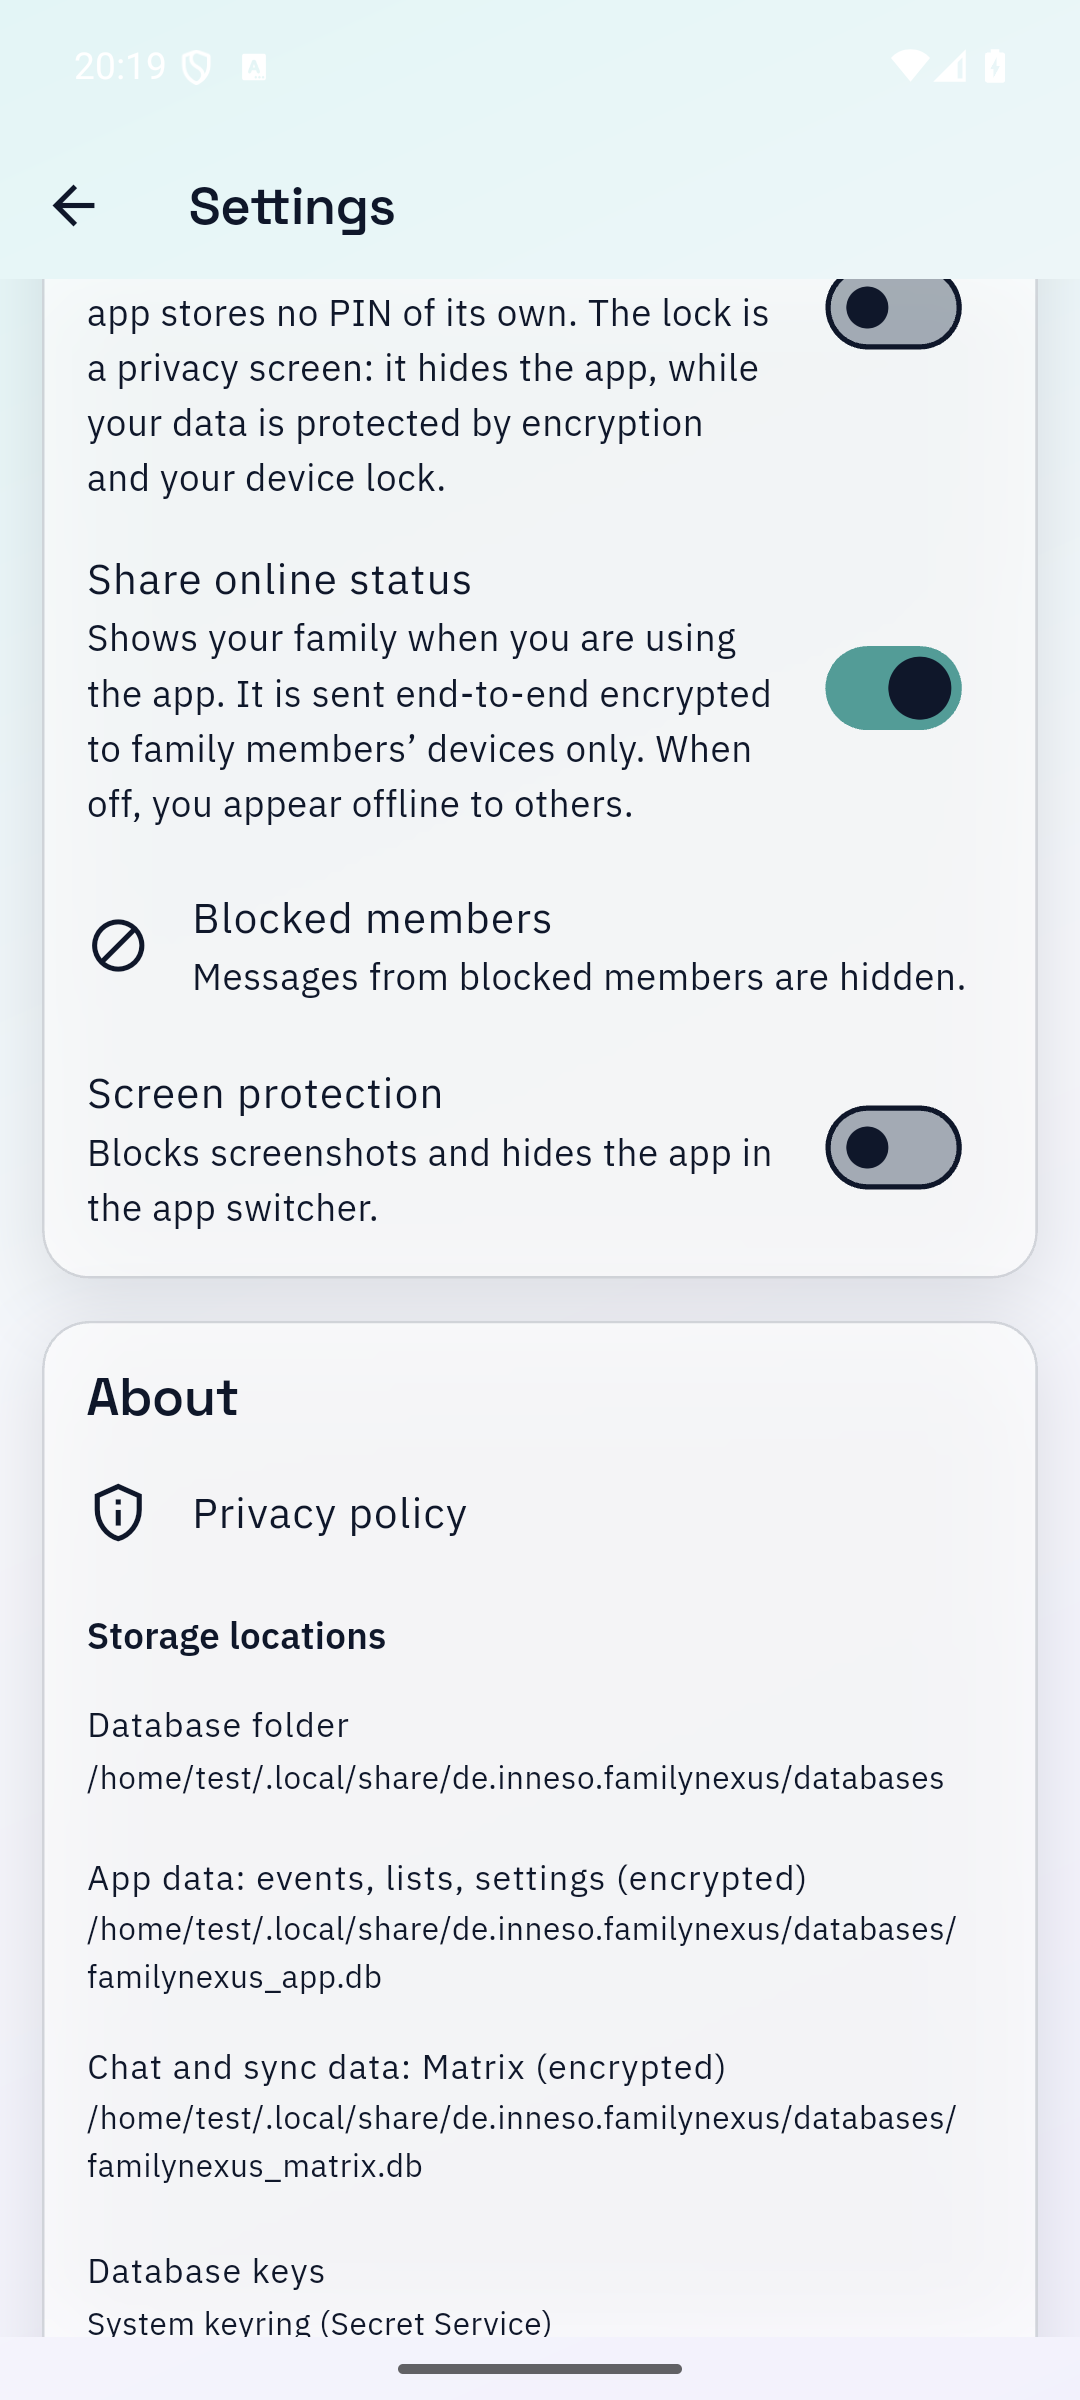 20:19
Settings
app stores no PIN of its own. The lock is
a privacy screen: it hides the app, while
your data is protected by encryption
and your device lock.
Share online status
Shows your family when you are using
the app. It is sent end-to-end encrypted
to family members’ devices only. When
off, you appear offline to others.
Blocked members
Messages from blocked members are hidden.
Screen protection
Blocks screenshots and hides the app in
the app switcher.
About
Privacy policy
Storage locations
Database folder
/home/test/.local/share/de.inneso.familynexus/databases
App data: events, lists, settings (encrypted)
/home/test/.local/share/de.inneso.familynexus/databases/
familynexus_app.db
Chat and sync data: Matrix (encrypted)
/home/test/.local/share/de.inneso.familynexus/databases/
familynexus_matrix.db
Database keys
System keyring (Secret Service)